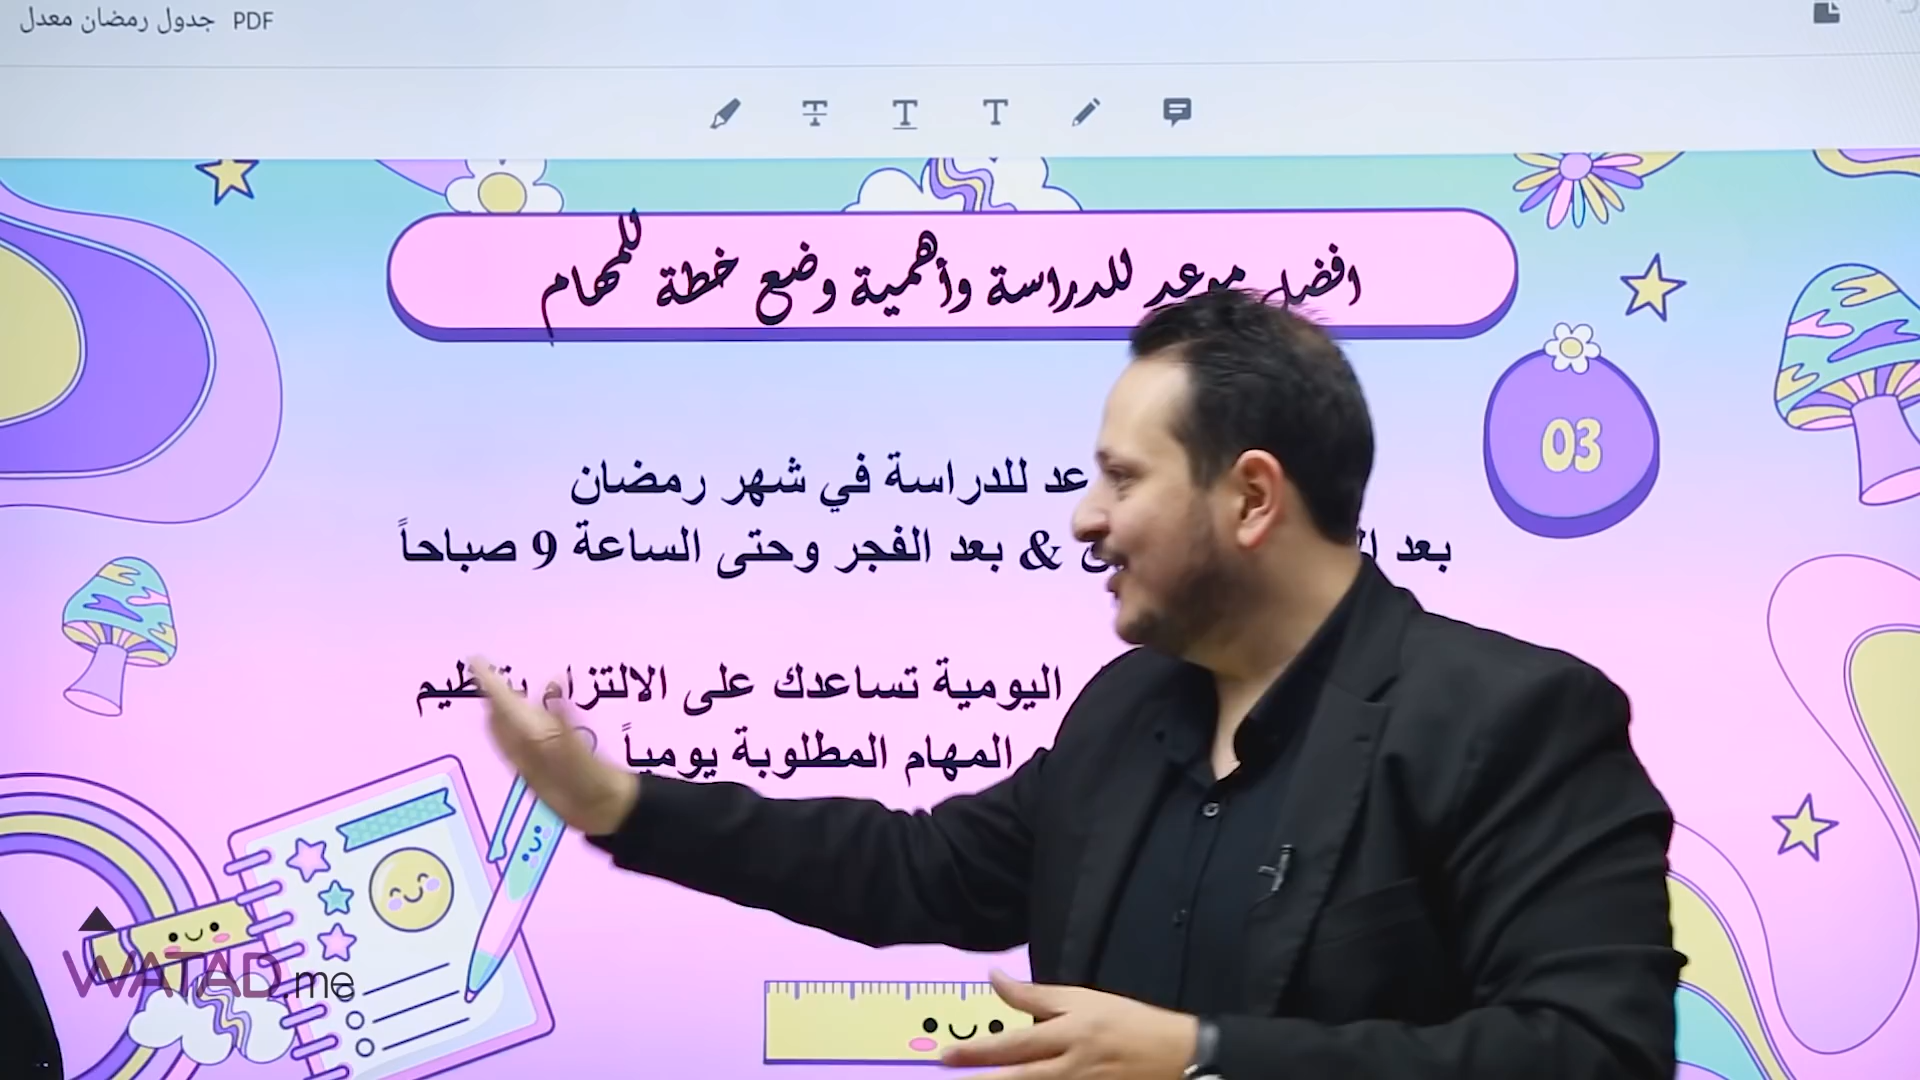 جدول رمضان معدل PDF
افضل موعد للدراسة وأهمية وضع خطة للمهام
03
للدراسة في شهر رمضان
بعد & بعد الفجر وحتى الساعة 9 صباحاً
اليومية تساعدك على الالتزام بتنظيم
المهام المطلوبة يومياً
WATAD.me